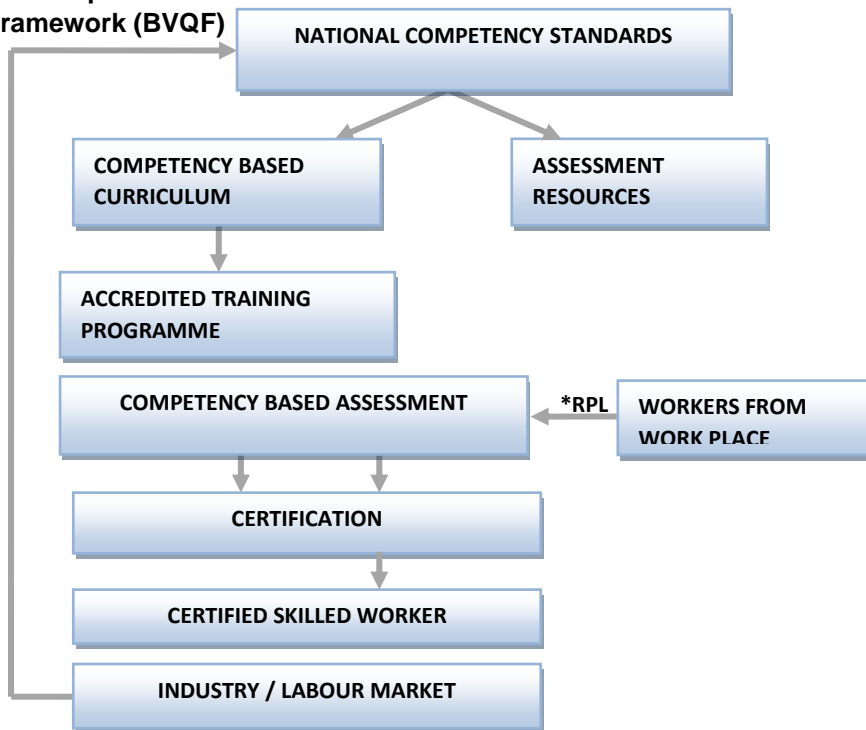 ramework (BVQF)
NATIONAL COMPETENCY STANDARDS
COMPETENCY BASED
CURRICULUM
ASSESSMENT
RESOURCES
ACCREDITED TRAINING
PROGRAMME
COMPETENCY BASED ASSESSMENT
*RPL
WORKERS FROM
WORK PLACE
CERTIFICATION
CERTIFIED SKILLED WORKER
INDUSTRY / LABOUR MARKET